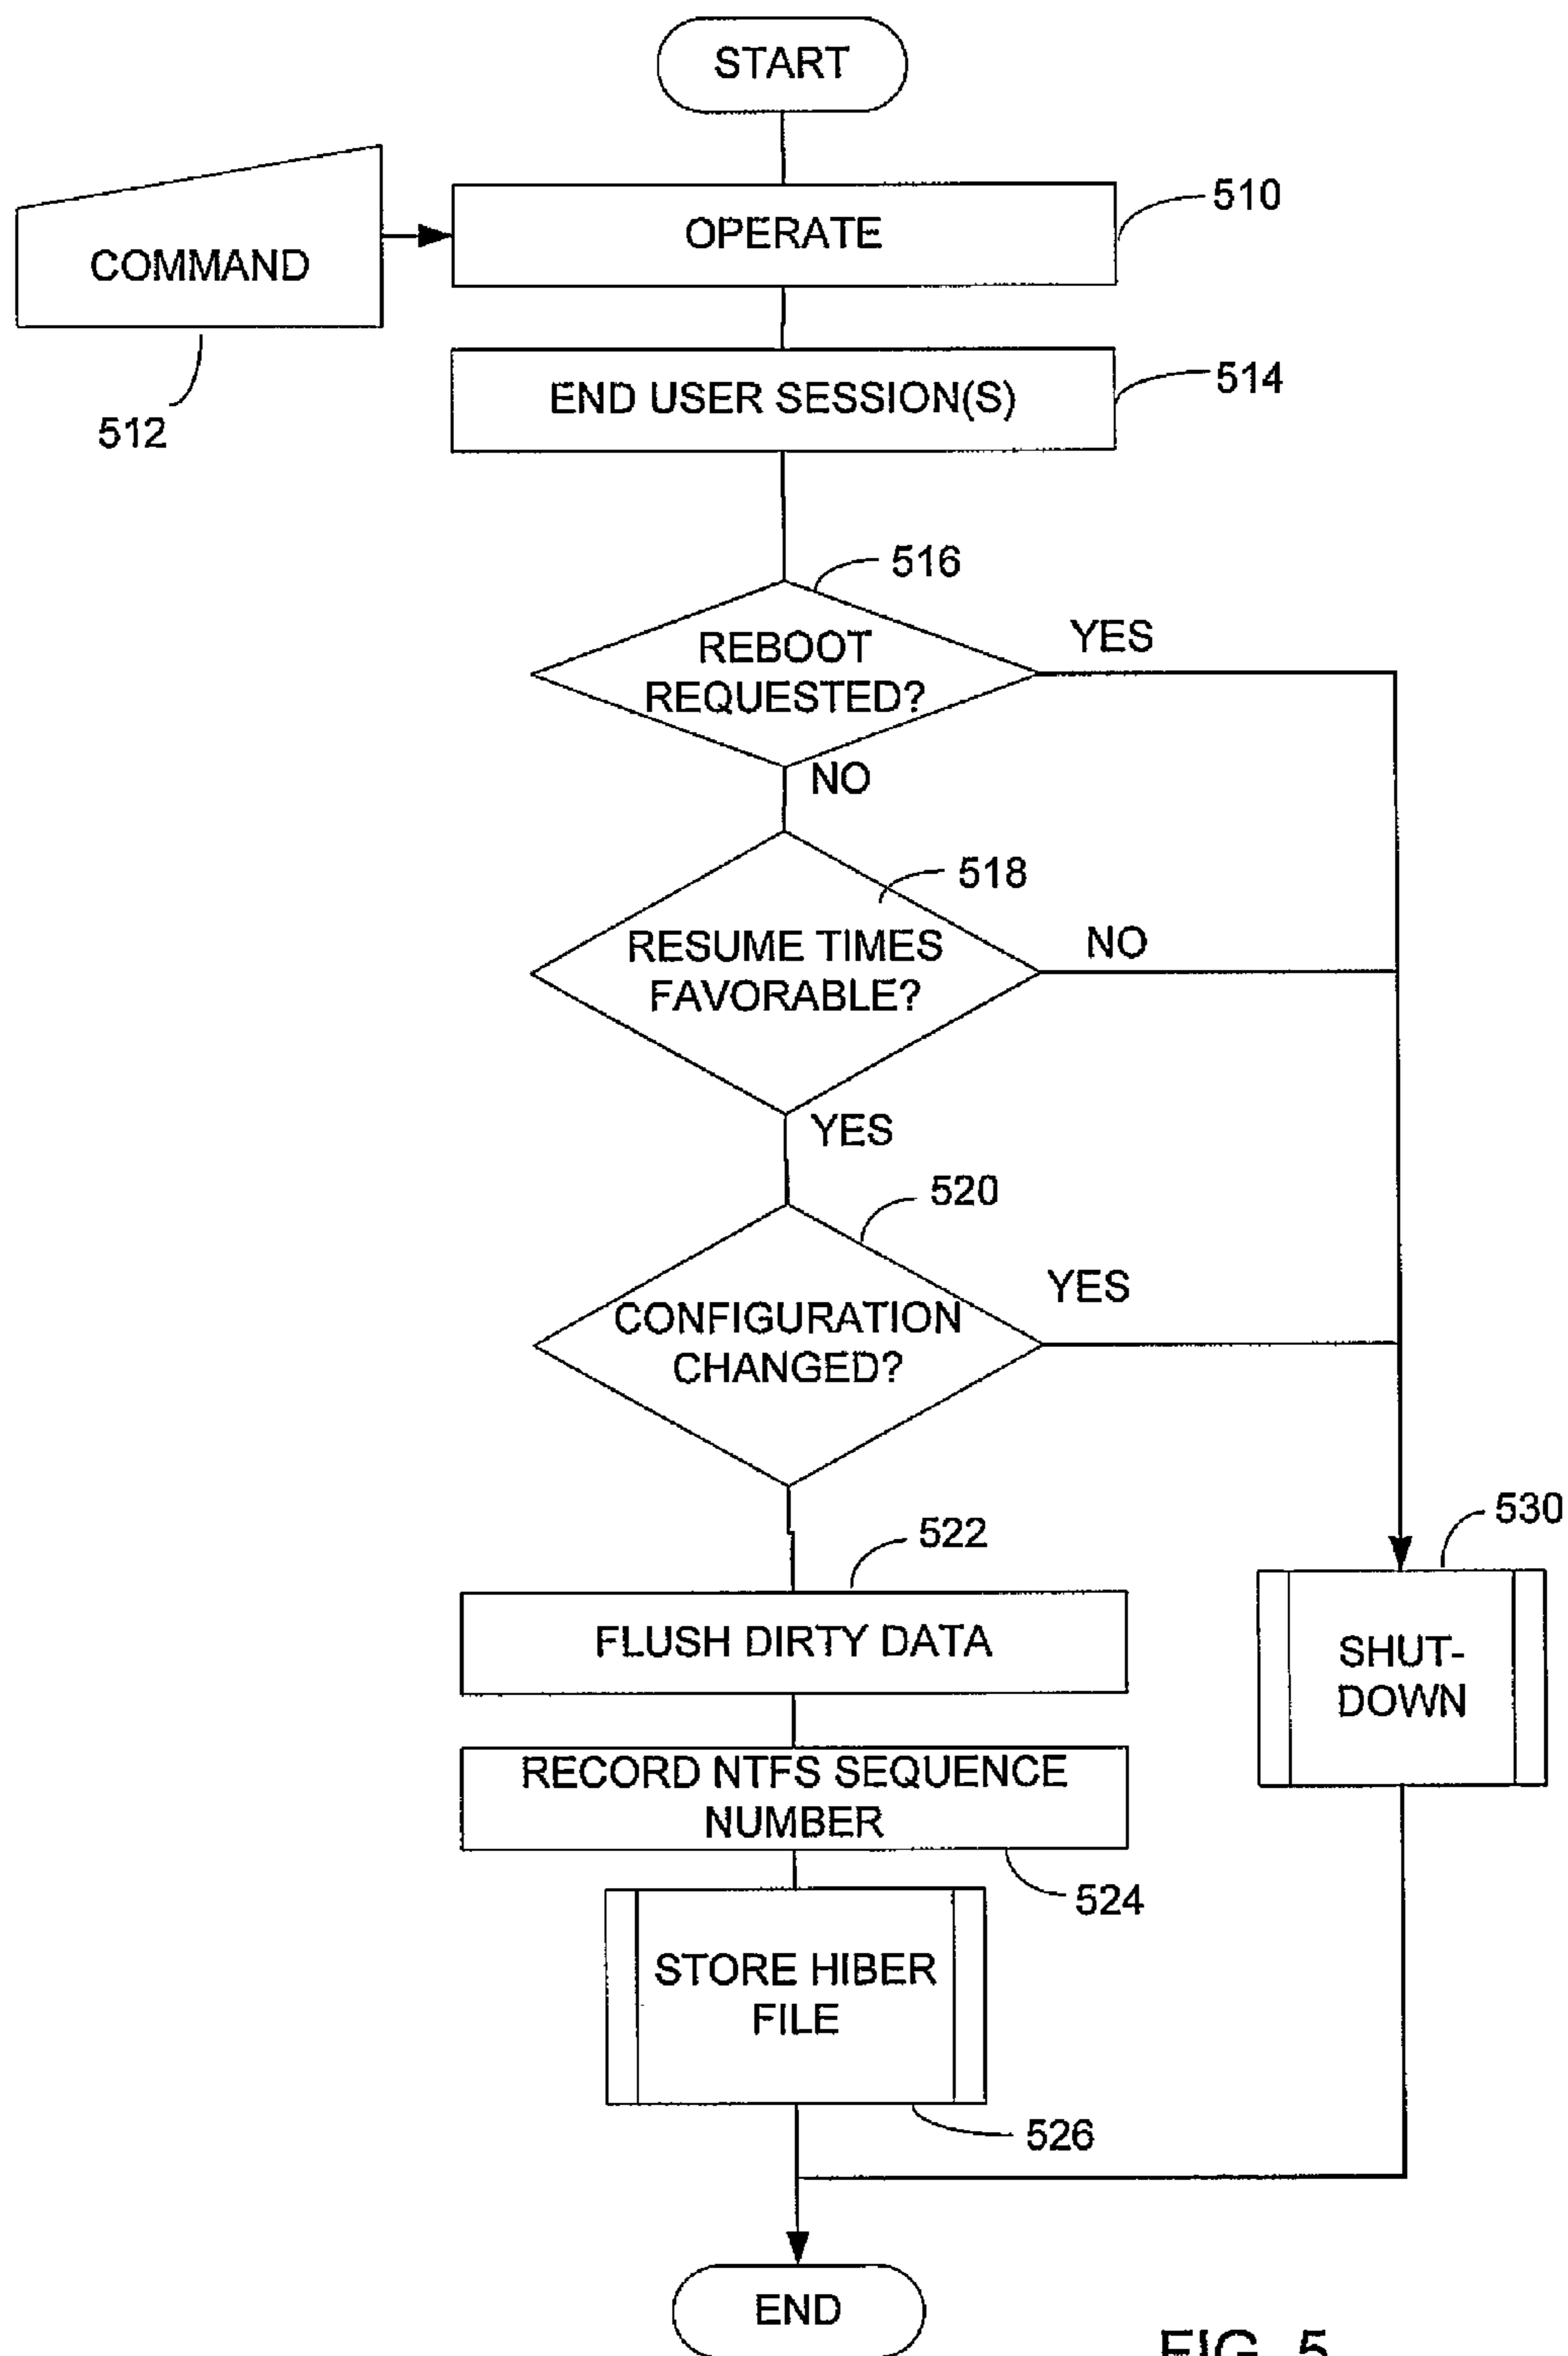 START
510
OPERATE
COMMAND
512
END USER SESSION(S)
514
516
REBOOT
REQUESTED?
YES
NO
518
RESUME TIMES
FAVORABLE?
NO
YES
520
CONFIGURATION
CHANGED?
YES
522
FLUSH DIRTY DATA
530
SHUT-
DOWN
RECORD NTFS SEQUENCE
NUMBER
524
STORE HIBER
FILE
526
END
FIG. 5